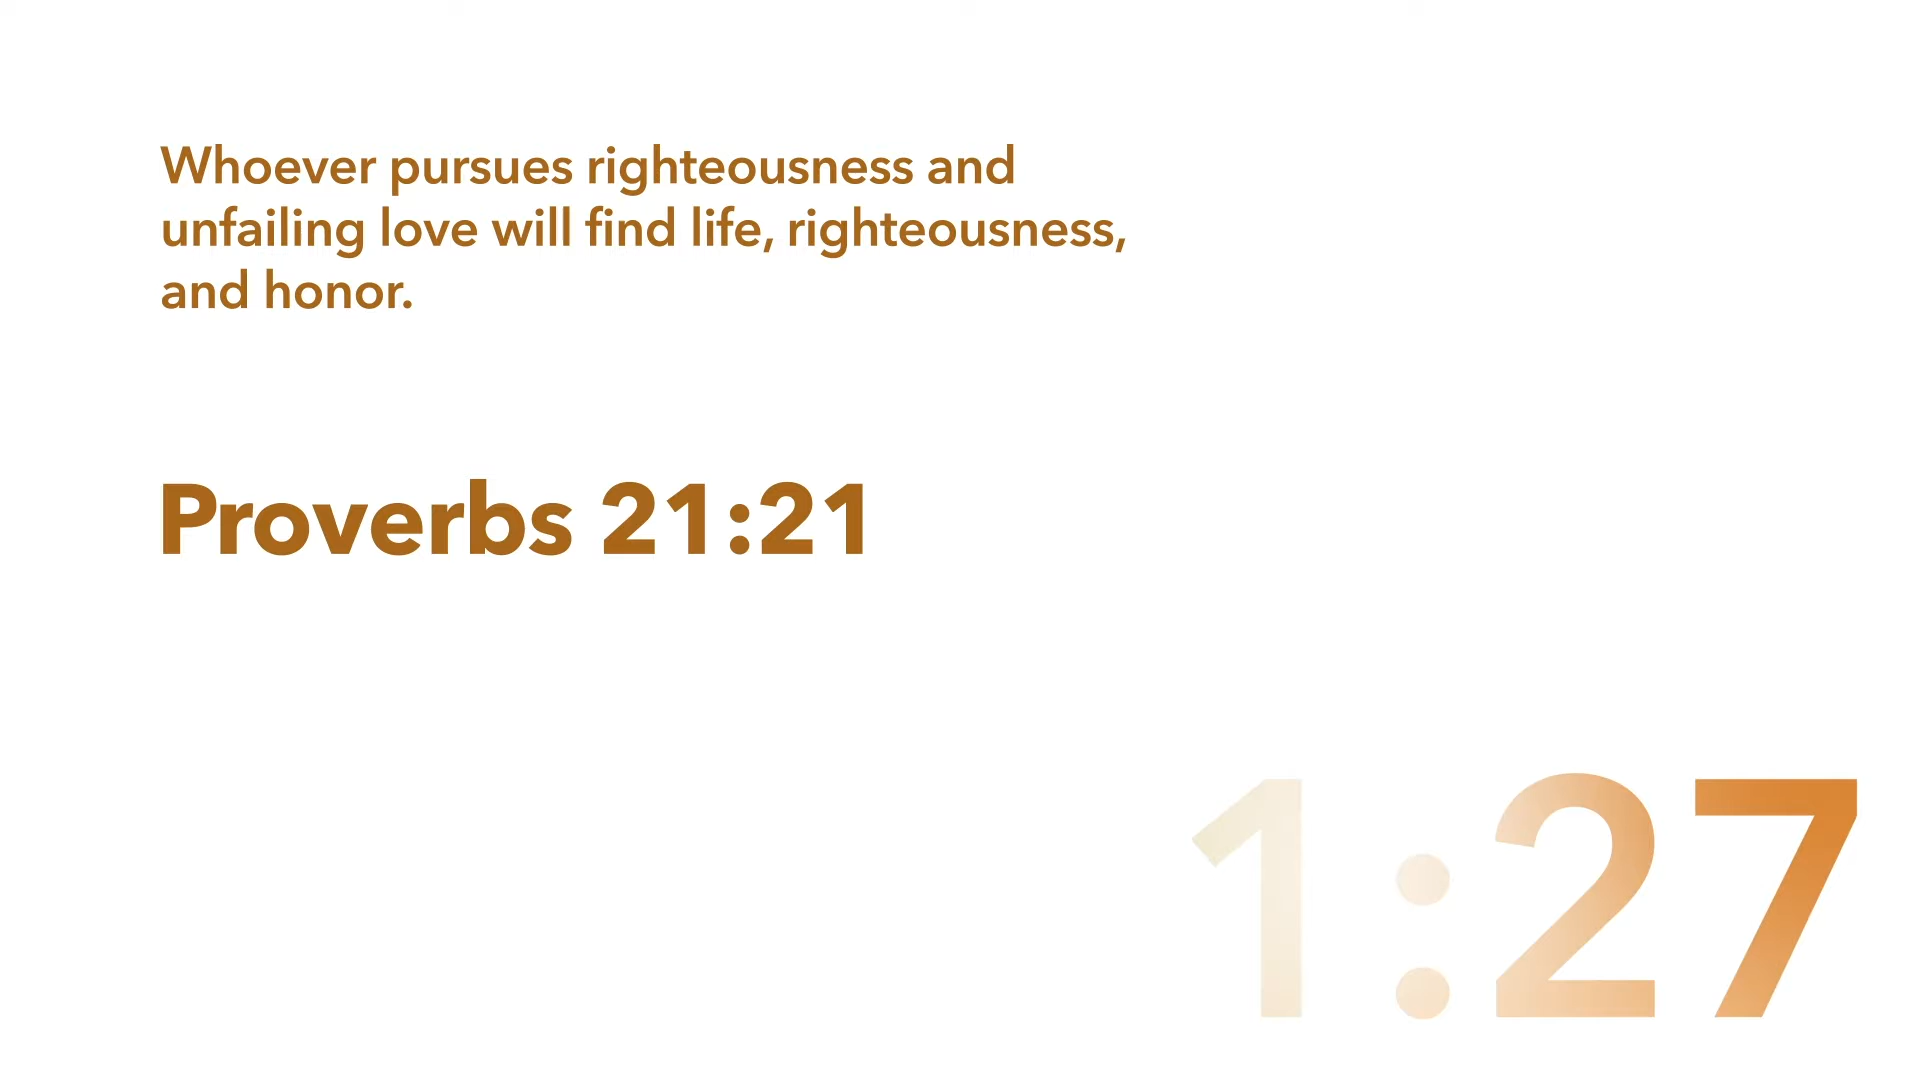 Whoever pursues righteousness and
unfailing love will find life, righteousness,
and honor.
Proverbs 21:21
1:27